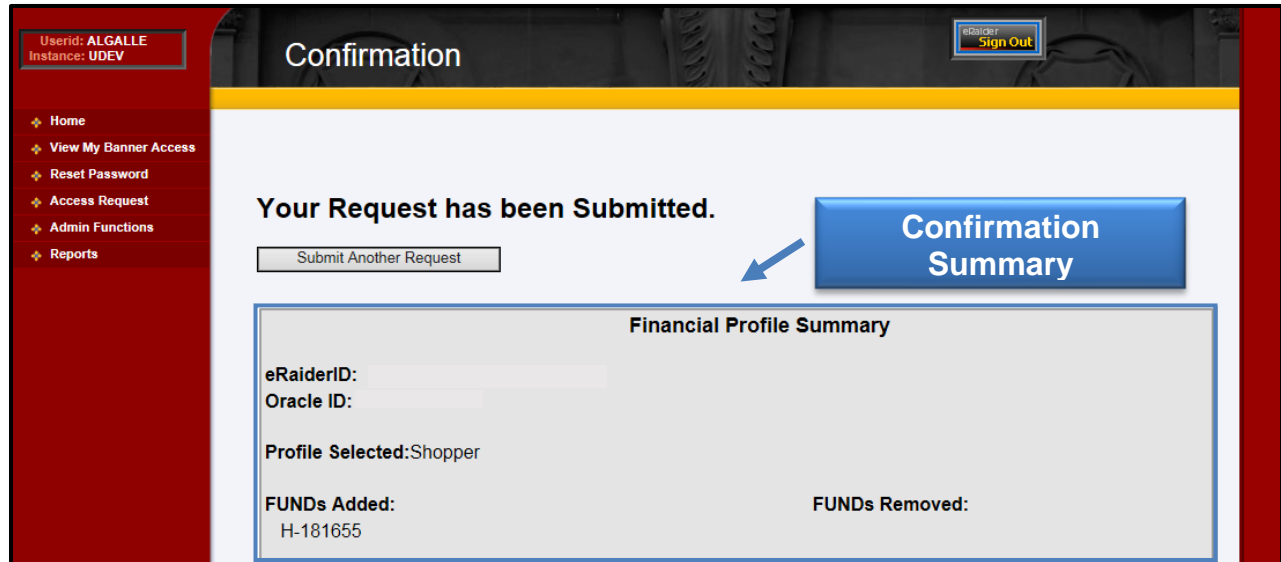 Userid: ALGALLE
Instance: UDEV
Confirmation
eRaider
Sign Out
Home
View My Banner Access
Reset Password
Access Request
Admin Functions
Reports
Your Request has been Submitted.
Submit Another Request
Confirmation
Summary
Financial Profile Summary
eRaiderID:
Oracle ID:
Profile Selected:Shopper
FUNDs Added: FUNDs Removed:
H-181655